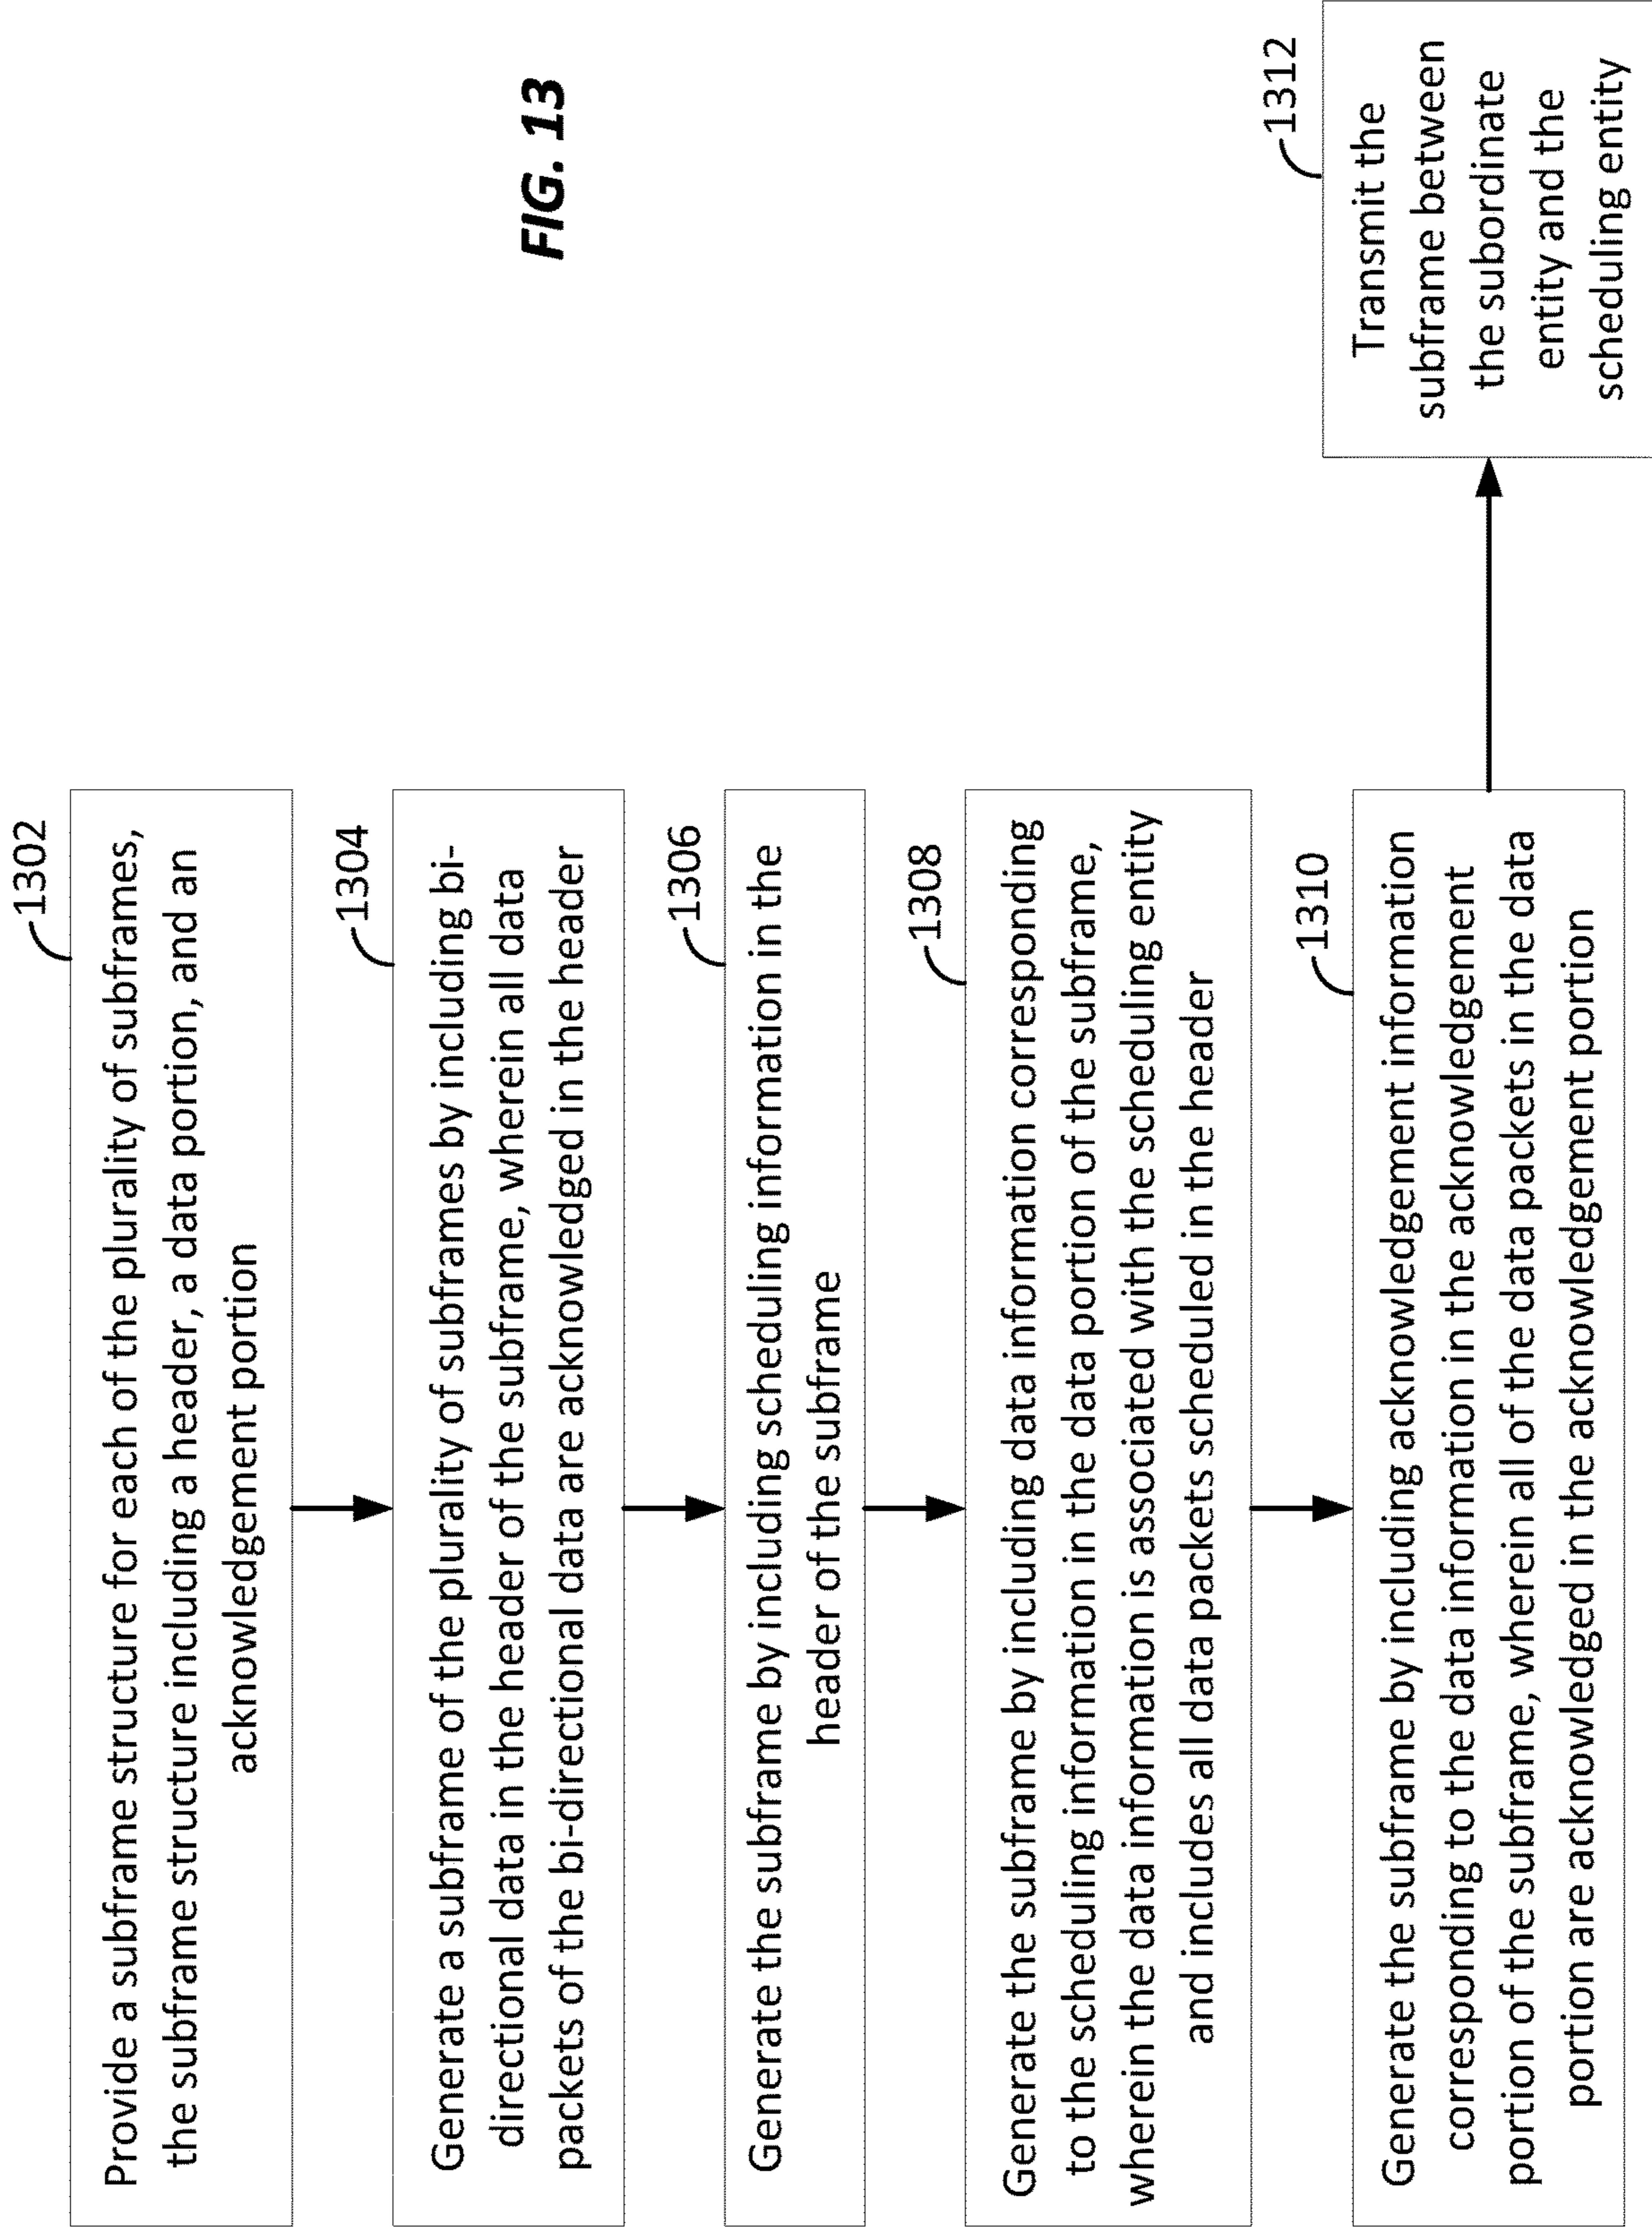 1302
Provide a subframe structure for each of the plurality of subframes,
the subframe structure including a header, a data portion, and an
acknowledgement portion
1304
Generate a subframe of the plurality of subframes by including bi-
directional data in the header of the subframe, wherein all data
packets of the bi-directional data are acknowledged in the header
1306
Generate the subframe by including scheduling information in the
header of the subframe
1308
Generate the subframe by including data information corresponding
to the scheduling information in the data portion of the subframe,
wherein the data information is associated with the scheduling entity
and includes all data packets scheduled in the header
1310
Generate the subframe by including acknowledgement information
corresponding to the data information in the acknowledgement
portion of the subframe, wherein all of the data packets in the data
portion are acknowledged in the acknowledgement portion
1312
Transmit the
subframe between
the subordinate
entity and the
scheduling entity
FIG. 13